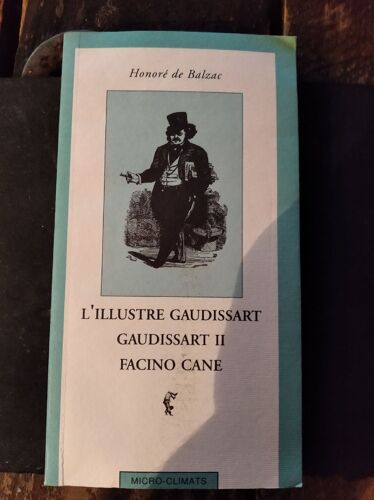 Honoré de Balzac
L'ILLUSTRE GAUDISSART
GAUDISSART II
FACINO CANE
MICRO-CLIMATS